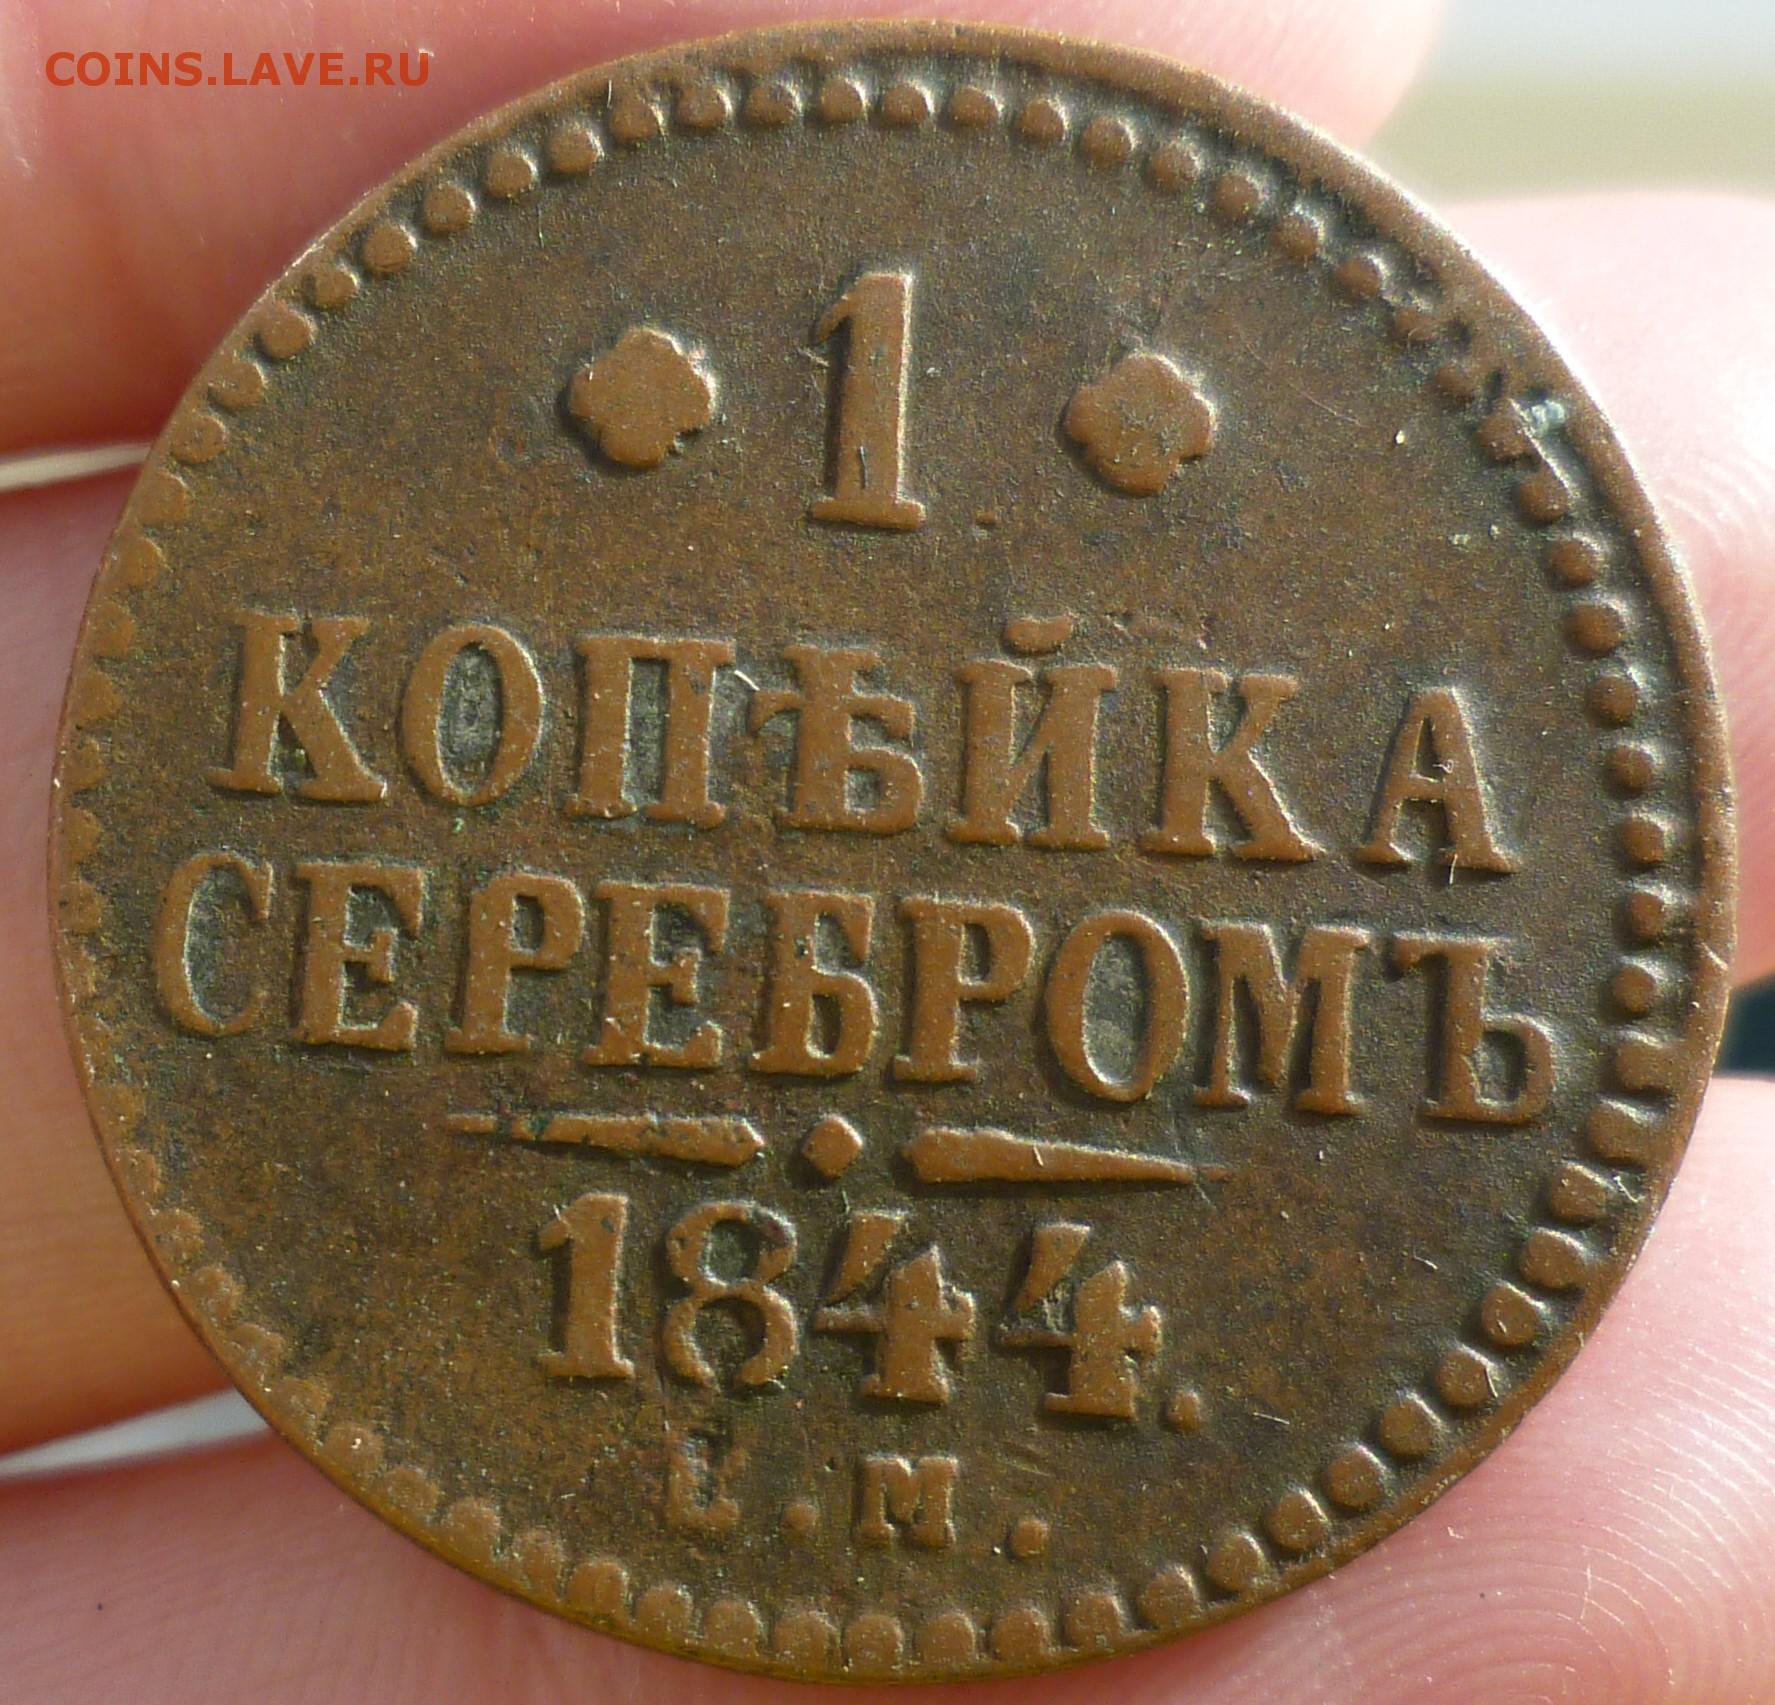 COINS.LAVE.RU
1
КОПѢЙКА
СЕРЕБРОМЪ
1844.
Е.М.